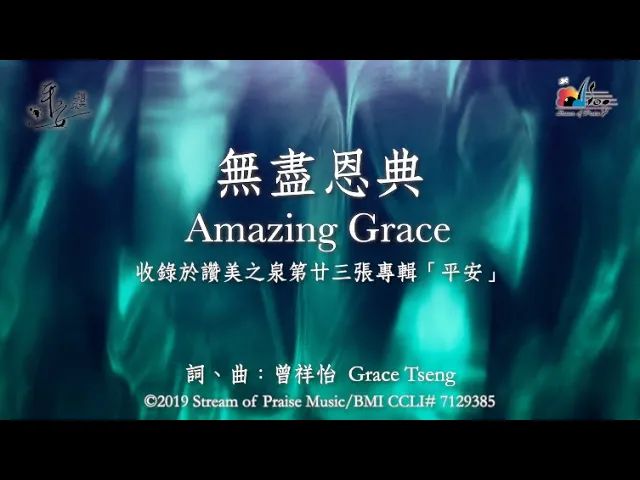 無盡恩典
Amazing Grace
收錄於讚美之泉第廿三張專輯「平安」
詞、曲：曾祥怡 Grace Tseng
©2019 Stream of Praise Music/BMI CCLI# 7129385